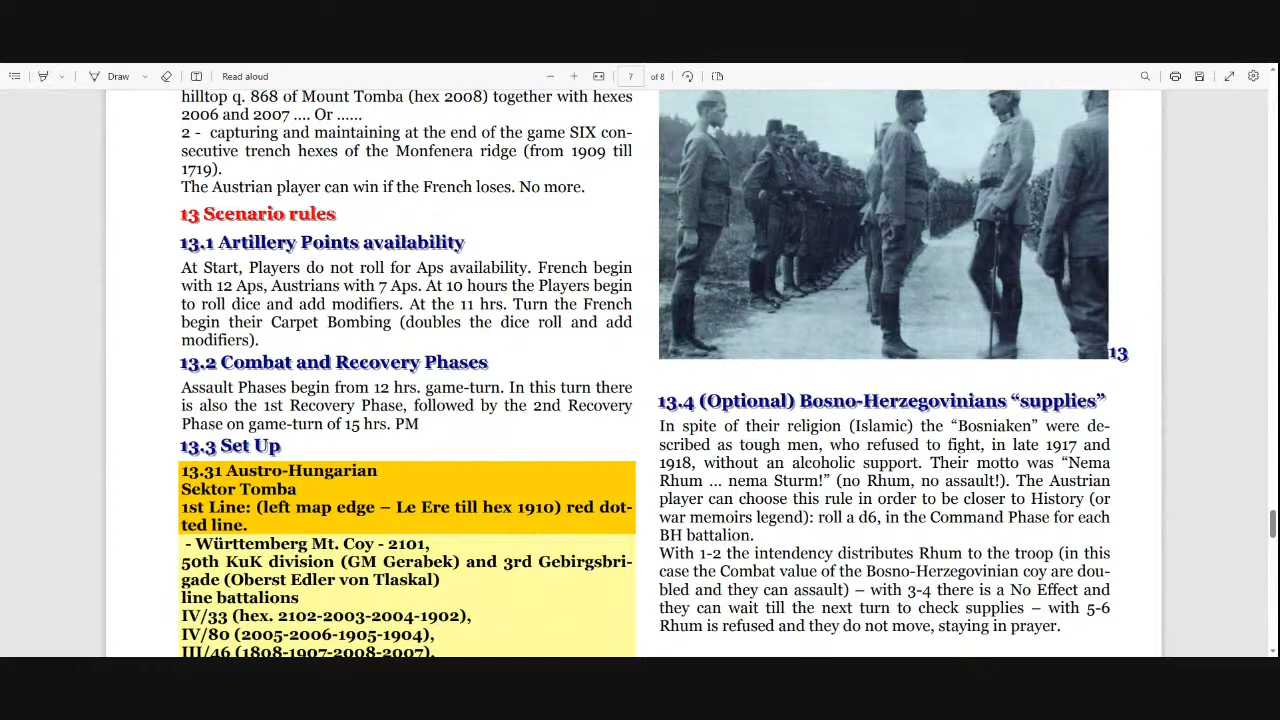 Draw
Read aloud
7
of 8
hilltop q. 868 of Mount Tomba (hex 2008) together with hexes
2006 and 2007 .... Or ......
2 -  capturing and maintaining at the end of the game SIX con-
secutive trench hexes of the Monfenera ridge (from 1909 till
1719).
The Austrian player can win if the French loses. No more.
13 Scenario rules
13.1 Artillery Points availability
At Start, Players do not roll for Aps availability. French begin
with 12 Aps, Austrians with 7 Aps. At 10 hours the Players begin
to roll dice and add modifiers. At the 11 hrs. Turn the French
begin their Carpet Bombing (doubles the dice roll and add
modifiers).
13.2 Combat and Recovery Phases
Assault Phases begin from 12 hrs. game-turn. In this turn there
is also the 1st Recovery Phase, followed by the 2nd Recovery
Phase on game-turn of 15 hrs. PM
13.3 Set Up
13.31 Austro-Hungarian
Sektor Tomba
1st Line: (left map edge – Le Ere till hex 1910) red dot-
ted line.
- Württemberg Mt. Coy - 2101,
50th KuK division (GM Gerabek) and 3rd Gebirgsbri-
gade (Oberst Edler von Tlaskal)
line battalions
IV/33 (hex. 2102-2003-2004-1902),
IV/80 (2005-2006-1905-1904),
III/46 (1808-1907-2008-2007),
13
13.4 (Optional) Bosno-Herzegovinians “supplies”
In spite of their religion (Islamic) the “Bosniaken” were de-
scribed as tough men, who refused to fight, in late 1917 and
1918, without an alcoholic support. Their motto was “Nema
Rhum ... nema Sturm!” (no Rhum, no assault!). The Austrian
player can choose this rule in order to be closer to History (or
war memoirs legend): roll a d6, in the Command Phase for each
BH battalion.
With 1-2 the intendency distributes Rhum to the troop (in this
case the Combat value of the Bosno-Herzegovinian coy are dou-
bled and they can assault) – with 3-4 there is a No Effect and
they can wait till the next turn to check supplies – with 5-6
Rhum is refused and they do not move, staying in prayer.